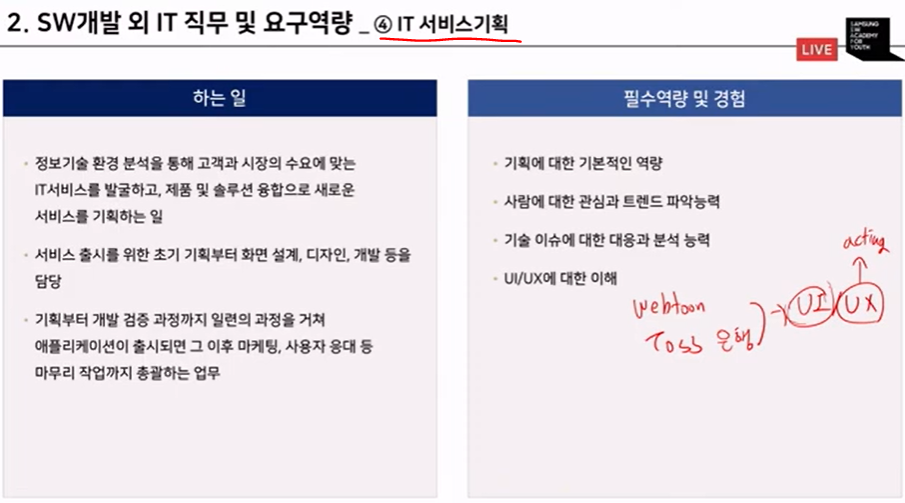 2. SW개발 외 IT 직무 및 요구역량 _ ④ IT 서비스기획
LIVE
SAMSUNG
SW
ACADEMY
FOR
YOUTH
하는 일
• 정보기술 환경 분석을 통해 고객과 시장의 수요에 맞는
IT서비스를 발굴하고, 제품 및 솔루션 융합으로 새로운
서비스를 기획하는 일
• 서비스 출시를 위한 초기 기획부터 화면 설계, 디자인, 개발 등을
담당
• 기획부터 개발 검증 과정까지 일련의 과정을 거쳐
애플리케이션이 출시되면 그 이후 마케팅, 사용자 응대 등
마무리 작업까지 총괄하는 업무
필수역량 및 경험
• 기획에 대한 기본적인 역량
• 사람에 대한 관심과 트렌드 파악능력
• 기술 이슈에 대한 대응과 분석 능력
• UI/UX에 대한 이해
acting
webtoon
Toss 은행
UI UX